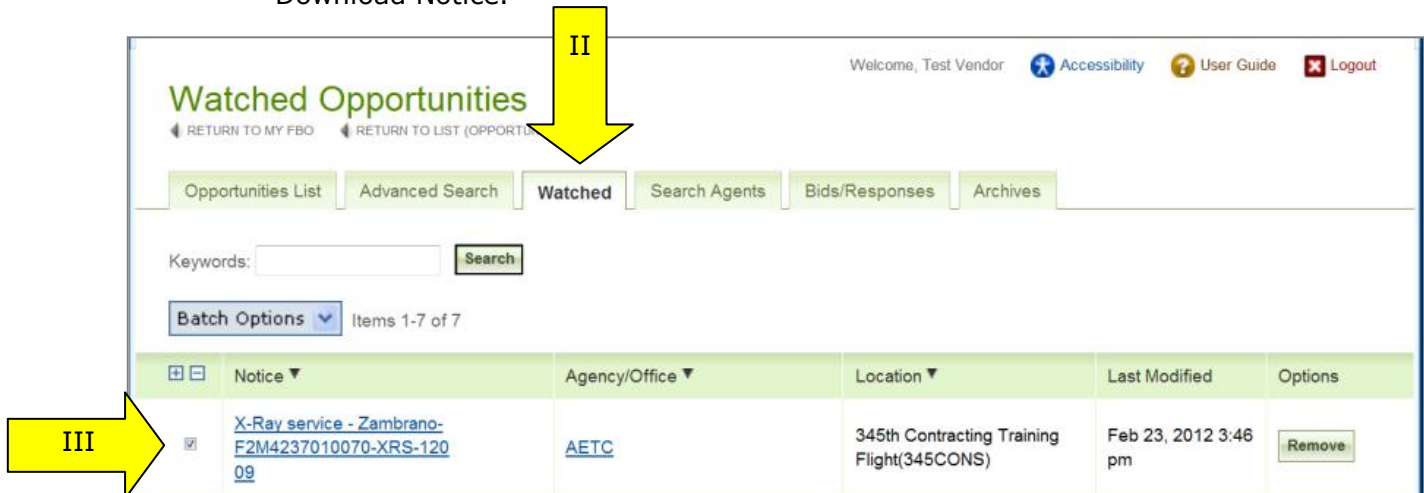 Download Notice.
II
Welcome, Test Vendor Accessibility User Guide Logout
Watched Opportunities
RETURN TO MY FBO RETURN TO LIST
Opportunities List Advanced Search Watched Search Agents Bids/Responses Archives
Keywords: Search
Batch Options Items 1-7 of 7
Notice Agency/Office Location Last Modified Options
III
X-Ray service - Zambrano-
F2M4237010070-XRS-120
09
AETC
345th Contracting Training
Flight(345CONS)
Feb 23, 2012 3:46
pm
Remove